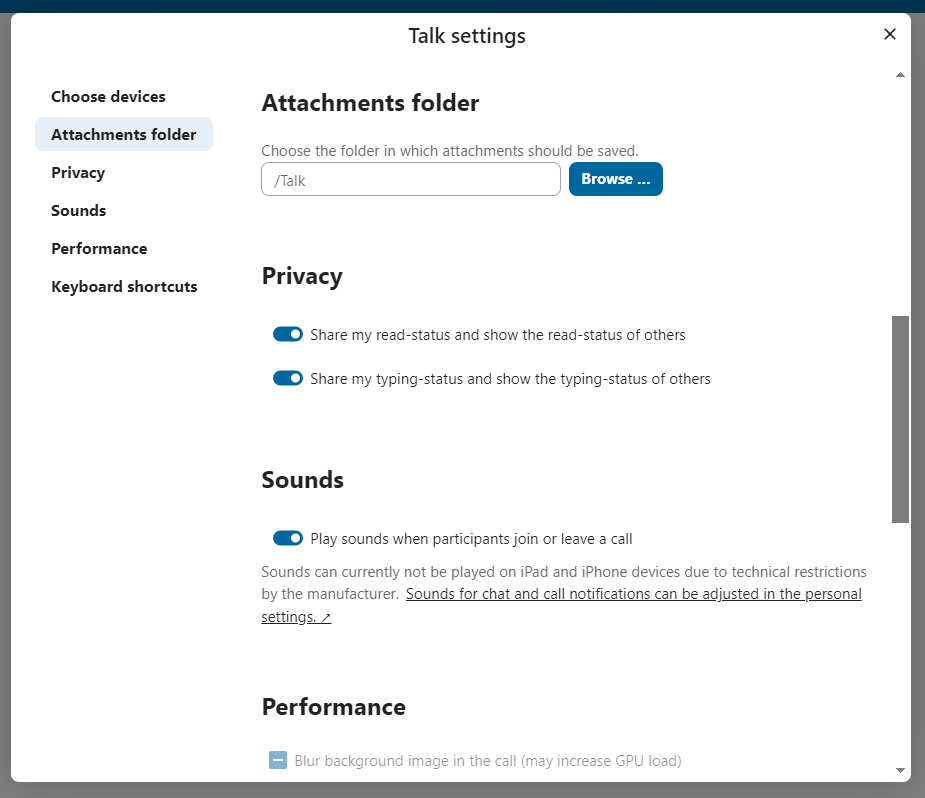 Talk settings
Choose devices
Attachments folder
Privacy
Sounds
Performance
Keyboard shortcuts
Attachments folder
Choose the folder in which attachments should be saved.
/Talk
Browse ...
Privacy
Share my read-status and show the read-status of others
Share my typing-status and show the typing-status of others
Sounds
Play sounds when participants join or leave a call
Sounds can currently not be played on iPad and iPhone devices due to technical restrictions
by the manufacturer. Sounds for chat and call notifications can be adjusted in the personal
settings. ↗
Performance
Blur background image in the call (may increase GPU load)